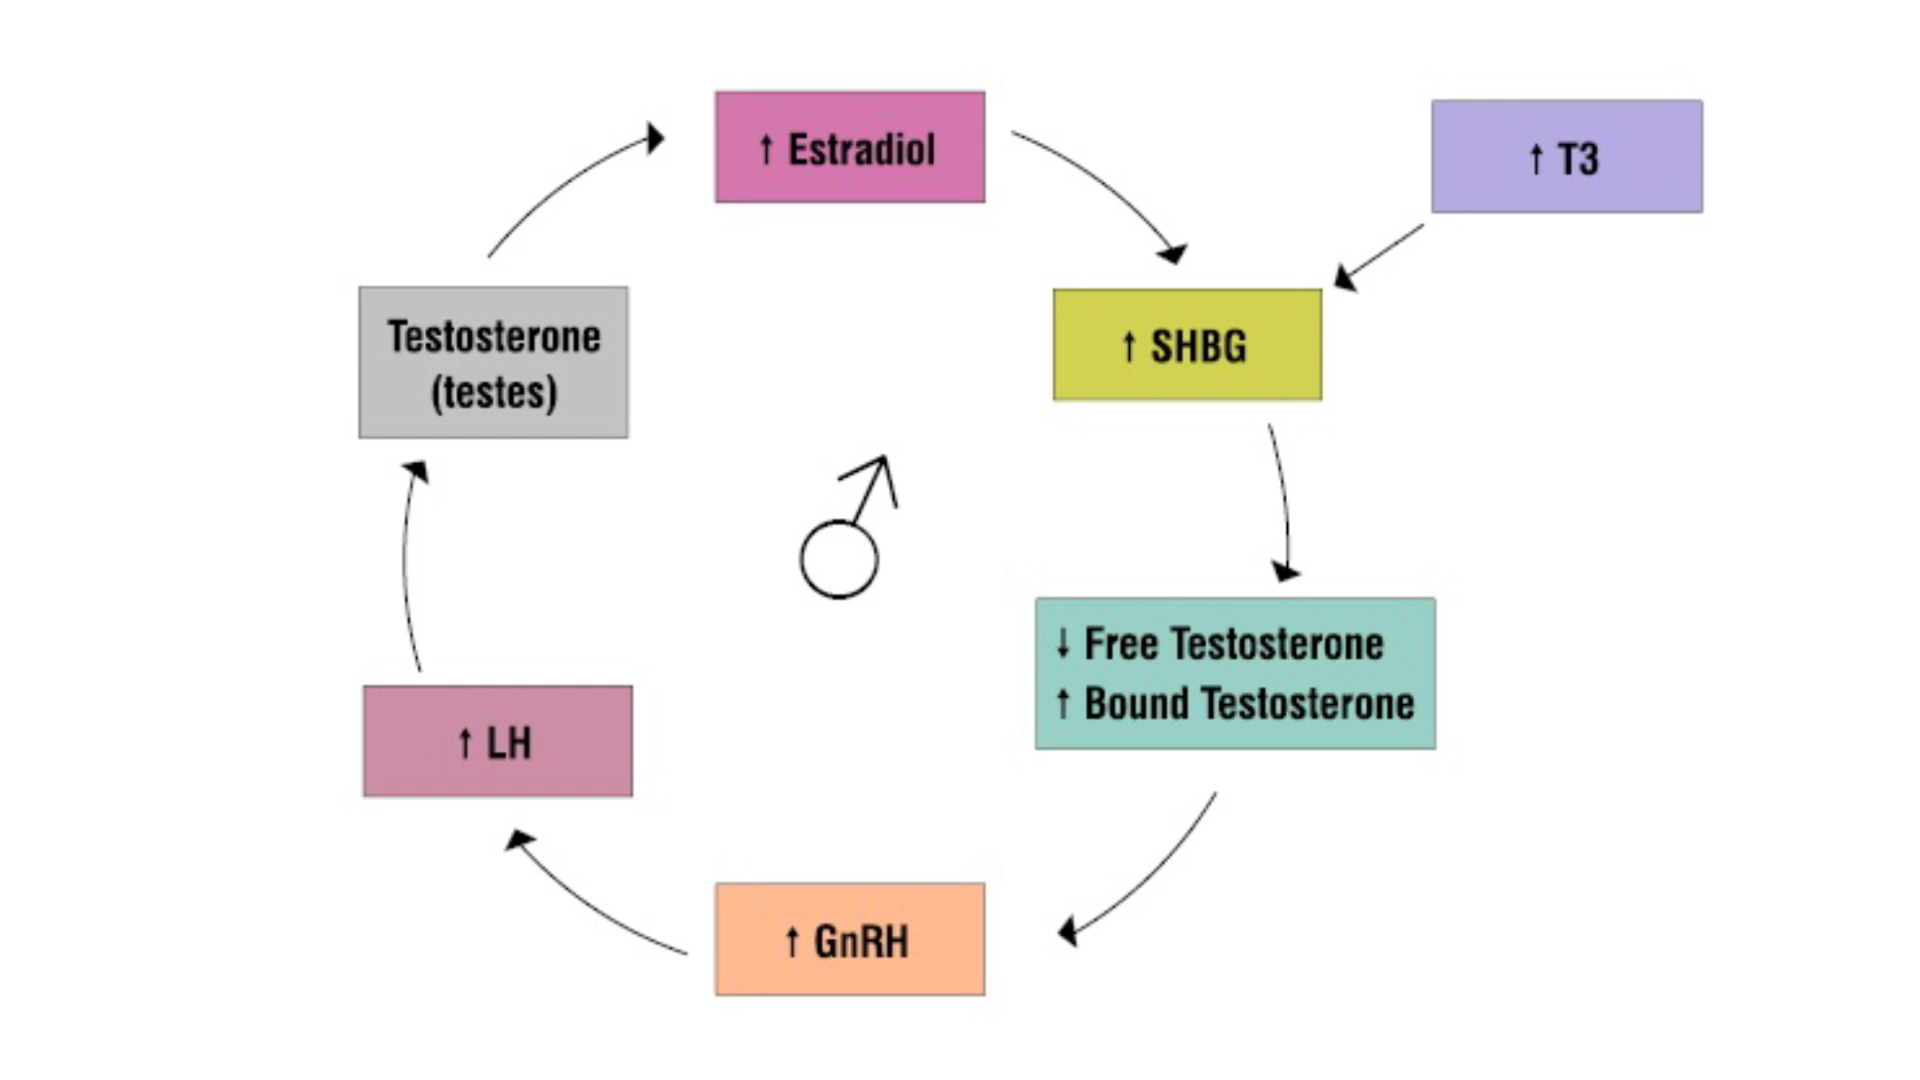 ↑ Estradiol
↑ T3
↑ SHBG
↓ Free Testosterone
↑ Bound Testosterone
↑ GnRH
↑ LH
Testosterone
(testes)